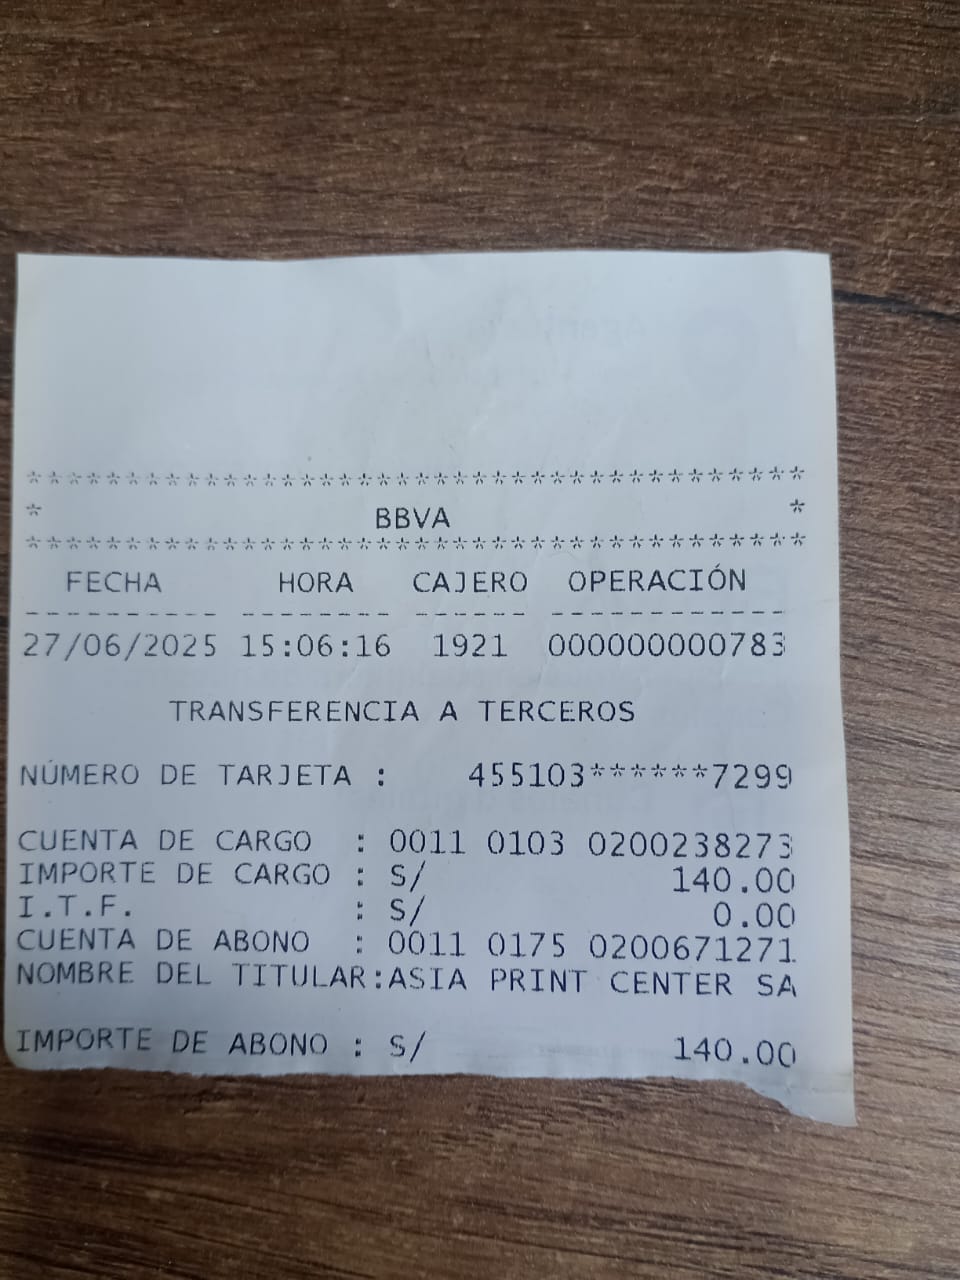 ****************************************
* BBVA *
****************************************
FECHA HORA CAJERO OPERACIÓN
---------- -------- ------ ------------
27/06/2025 15:06:16 1921 000000000783
TRANSFERENCIA A TERCEROS
NÚMERO DE TARJETA : 455103******7299
CUENTA DE CARGO : 0011 0103 0200238273
IMPORTE DE CARGO : S/ 140.00
I.T.F. : S/ 0.00
CUENTA DE ABONO : 0011 0175 0200671271
NOMBRE DEL TITULAR:ASIA PRINT CENTER SA
IMPORTE DE ABONO : S/ 140.00